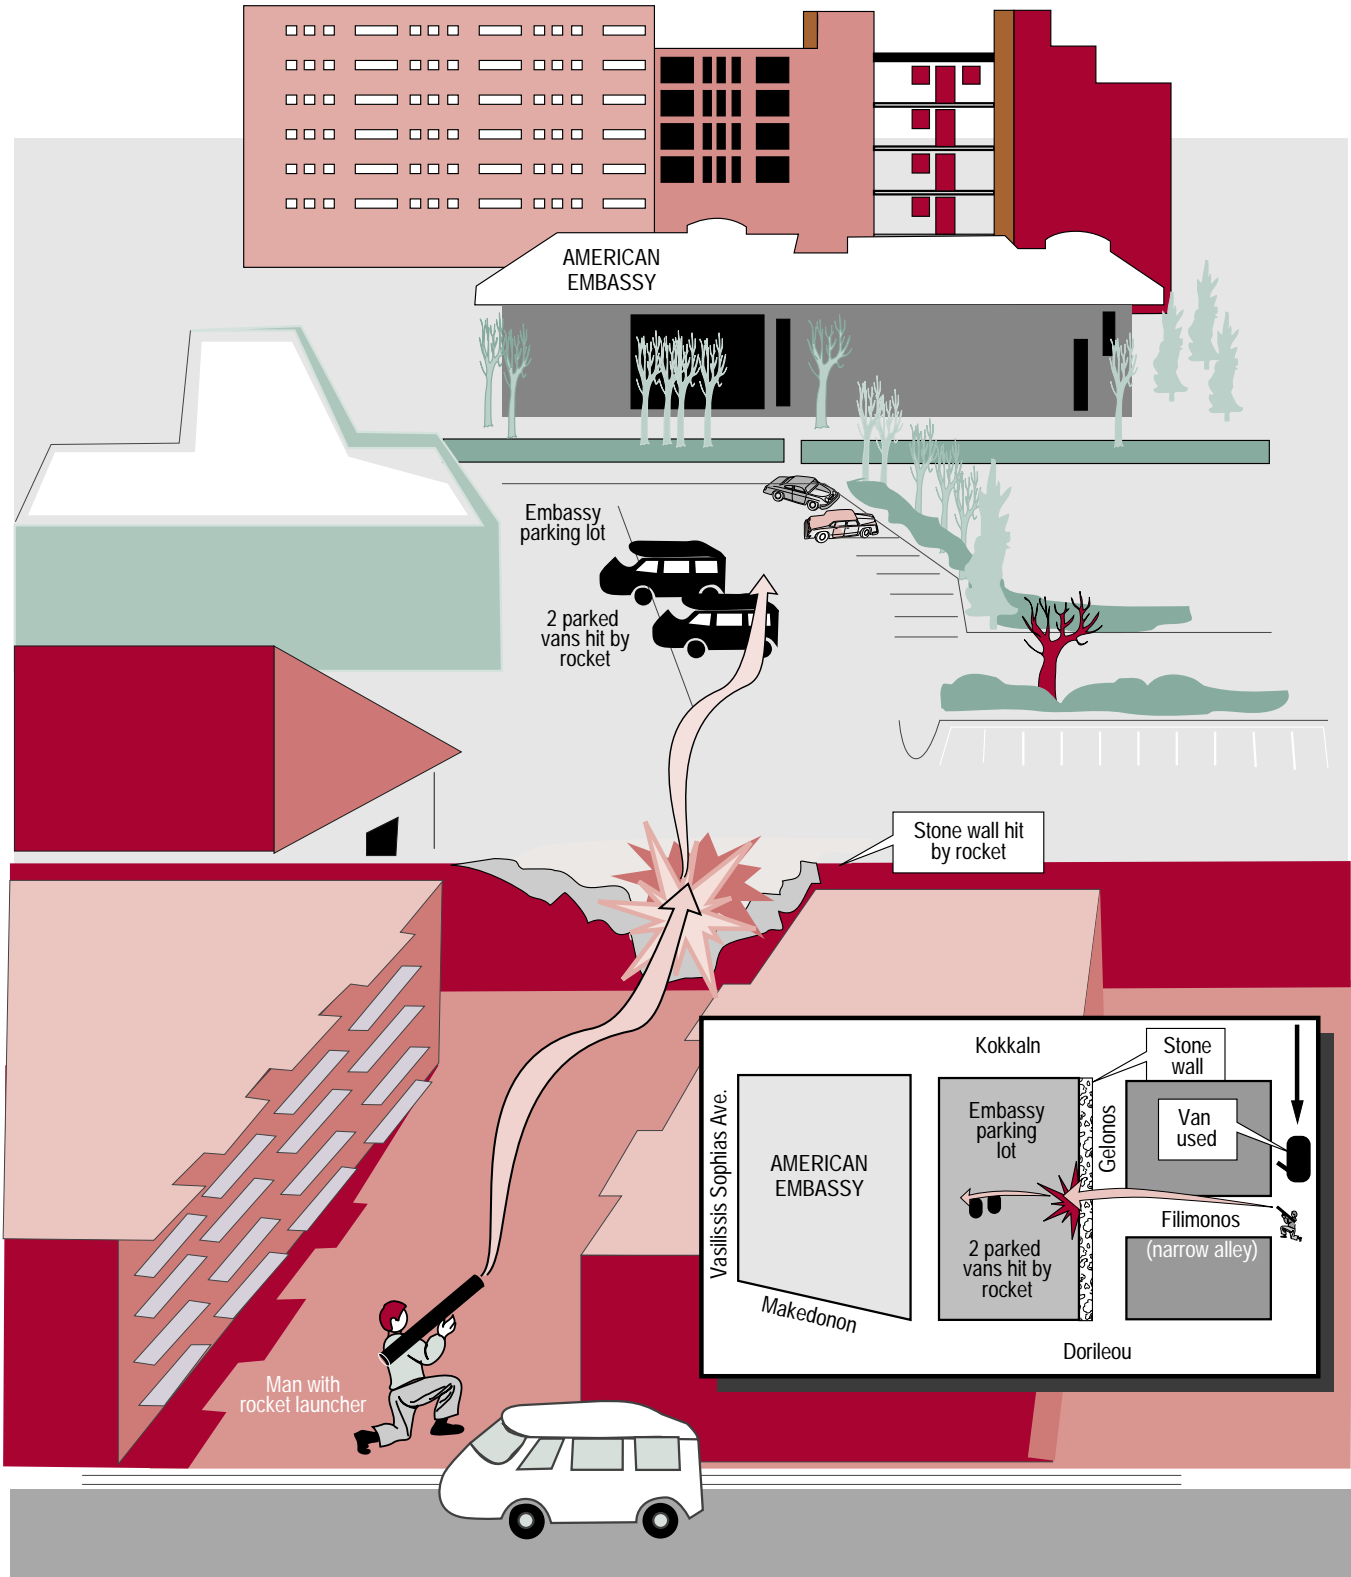 AMERICAN
EMBASSY
Embassy
parking lot
2 parked
vans hit by
rocket
Stone wall hit
by rocket
Man with
rocket launcher
Kokkaln
Stone
wall
Vasilissis Sophias Ave.
AMERICAN
EMBASSY
Embassy
parking
lot
Gelonos
Van
used
Filimonos
(narrow alley)
2 parked
vans hit by
rocket
Makedonon
Dorileou